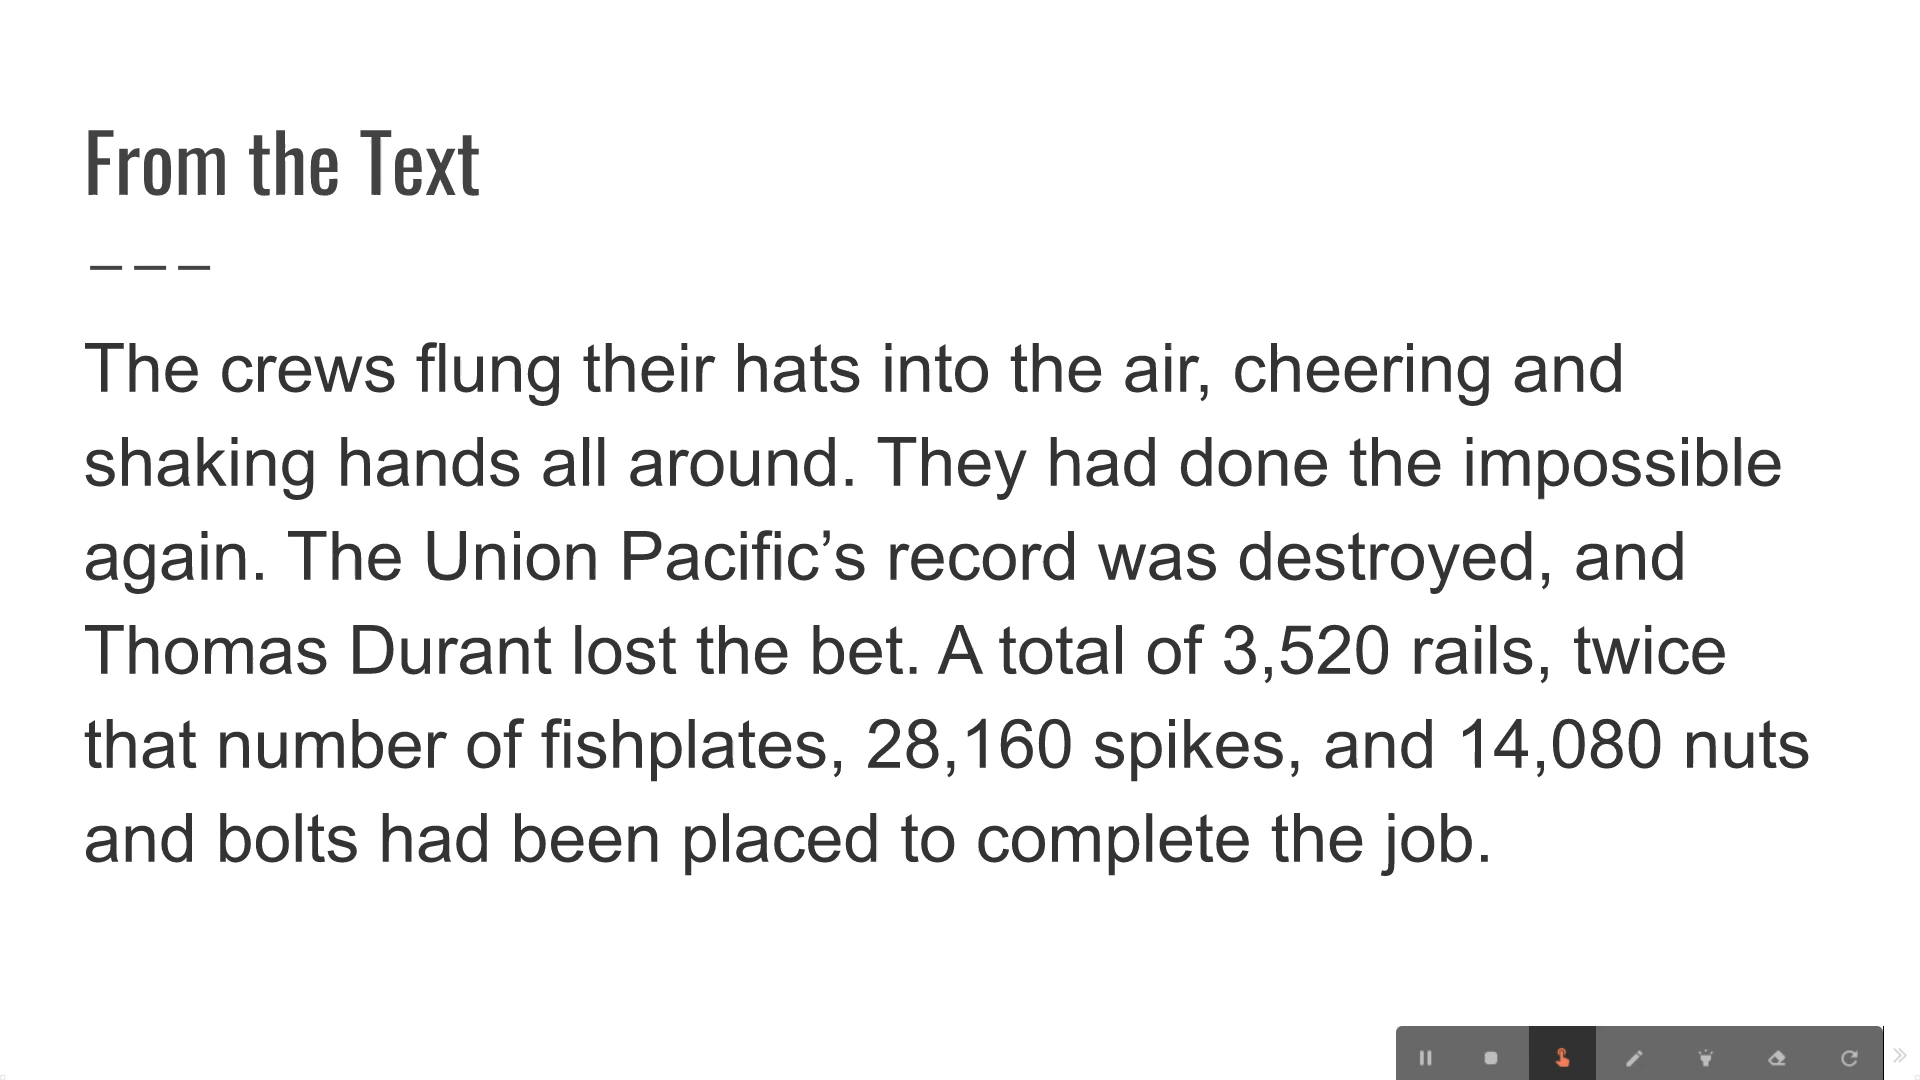 From the Text
The crews flung their hats into the air, cheering and
shaking hands all around. They had done the impossible
again. The Union Pacific’s record was destroyed, and
Thomas Durant lost the bet. A total of 3,520 rails, twice
that number of fishplates, 28,160 spikes, and 14,080 nuts
and bolts had been placed to complete the job.